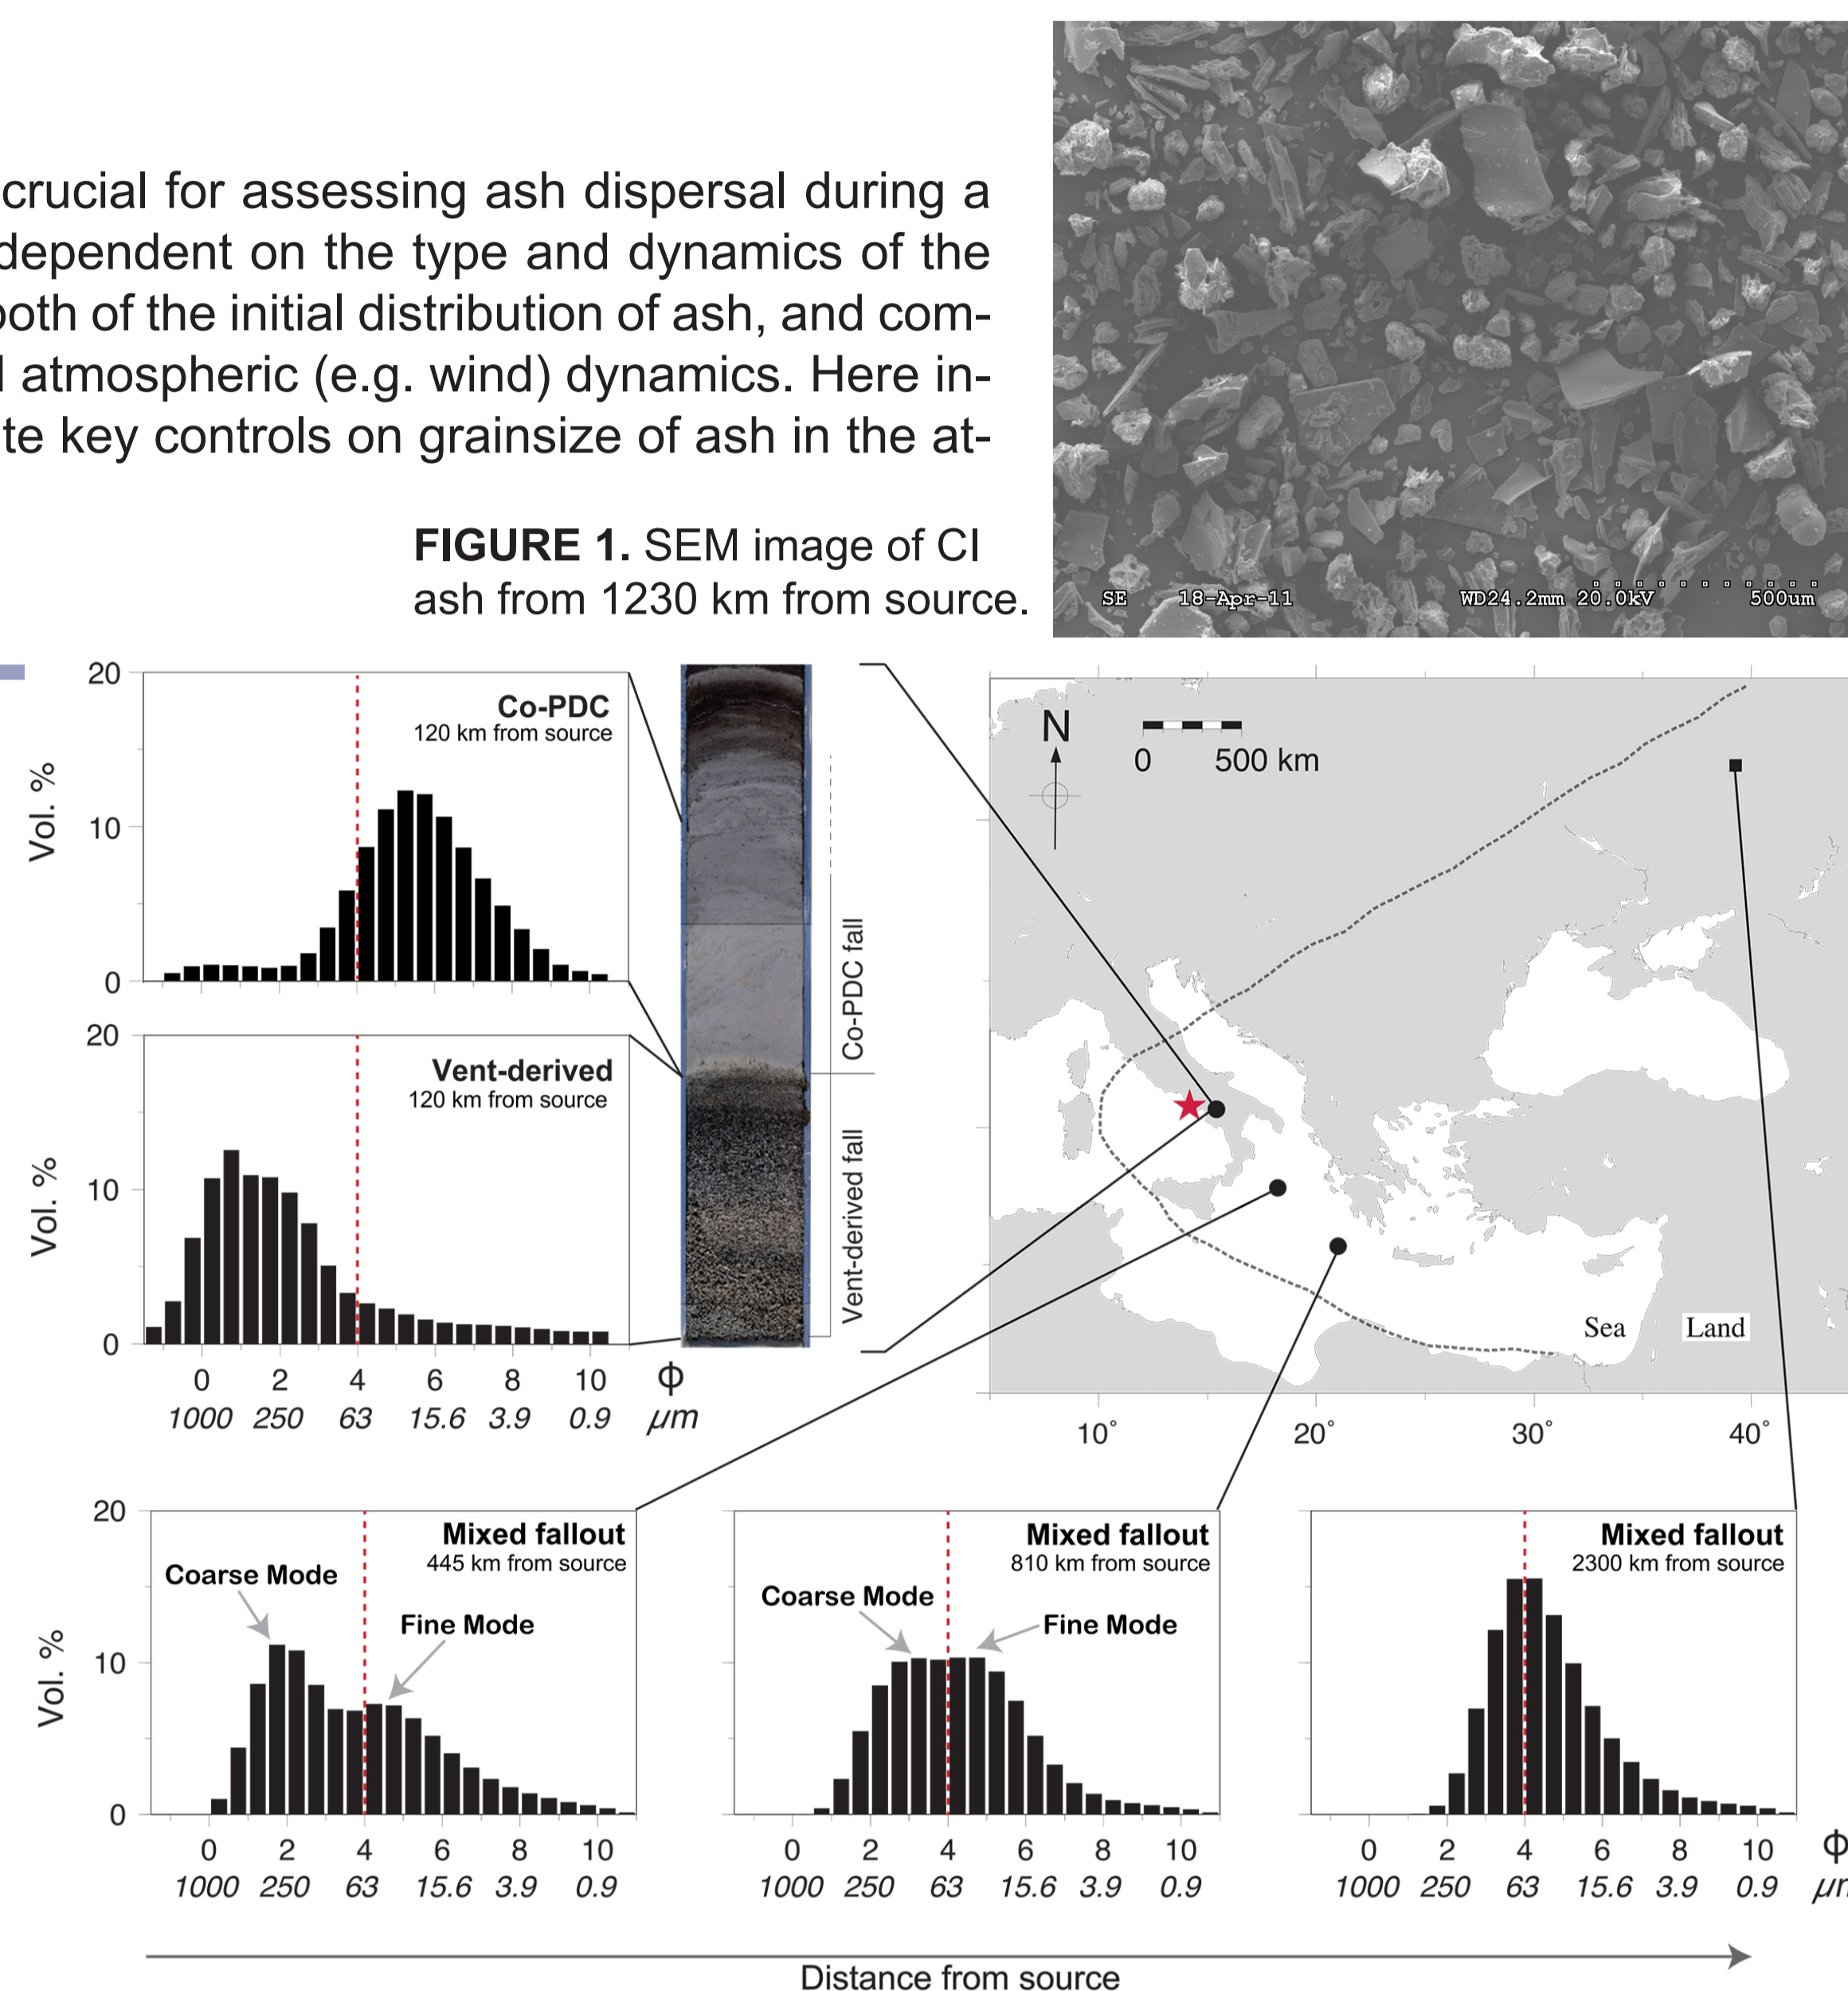 crucial for assessing ash dispersal during a
dependent on the type and dynamics of the
both of the initial distribution of ash, and com-
atmospheric (e.g. wind) dynamics. Here in-
te key controls on grainsize of ash in the at-
FIGURE 1. SEM image of CI
ash from 1230 km from source.
SE 18-Apr-11 WD24.2mm 20.0kV 500um
20
10
0
Vol. %
Co-PDC
120 km from source
20
10
0
Vol. %
Vent-derived
120 km from source
0 2 4 6 8 10 ϕ
1000 250 63 15.6 3.9 0.9 µm
Co-PDC fall
Vent-derived fall
N
0 500 km
Sea Land
10° 20° 30° 40°
20
10
0
Vol. %
Mixed fallout
445 km from source
Coarse Mode
Fine Mode
0 2 4 6 8 10
1000 250 63 15.6 3.9 0.9
Mixed fallout
810 km from source
Coarse Mode
Fine Mode
0 2 4 6 8 10
1000 250 63 15.6 3.9 0.9
Mixed fallout
2300 km from source
0 2 4 6 8 10 ϕ
1000 250 63 15.6 3.9 0.9
Distance from source